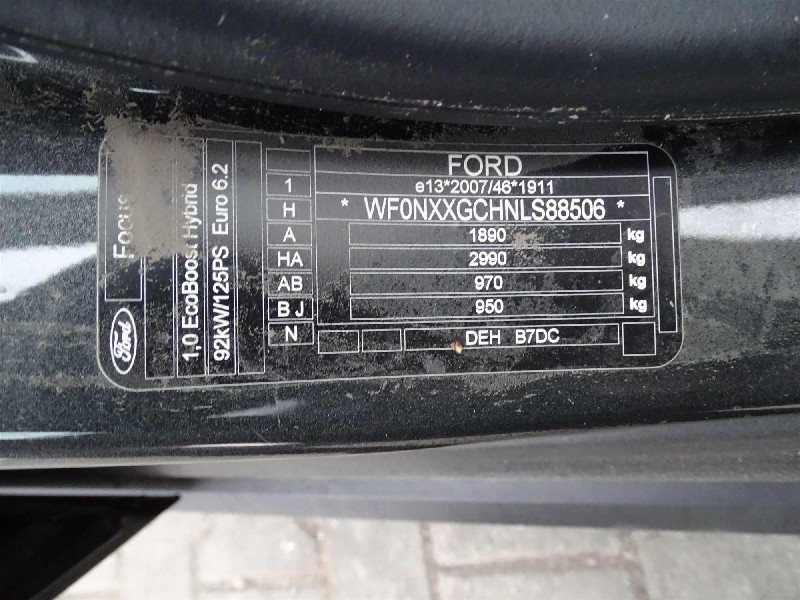 FORD
1 e13*2007/46*1911
H * WF0NXXGCHNLS88506 *
A 1890 kg
HA 2990 kg
AB 970 kg
B J 950 kg
N DEH B7DC
Ford
Focus
1,0 EcoBoost Hybrid
92kW/125PS Euro 6.2